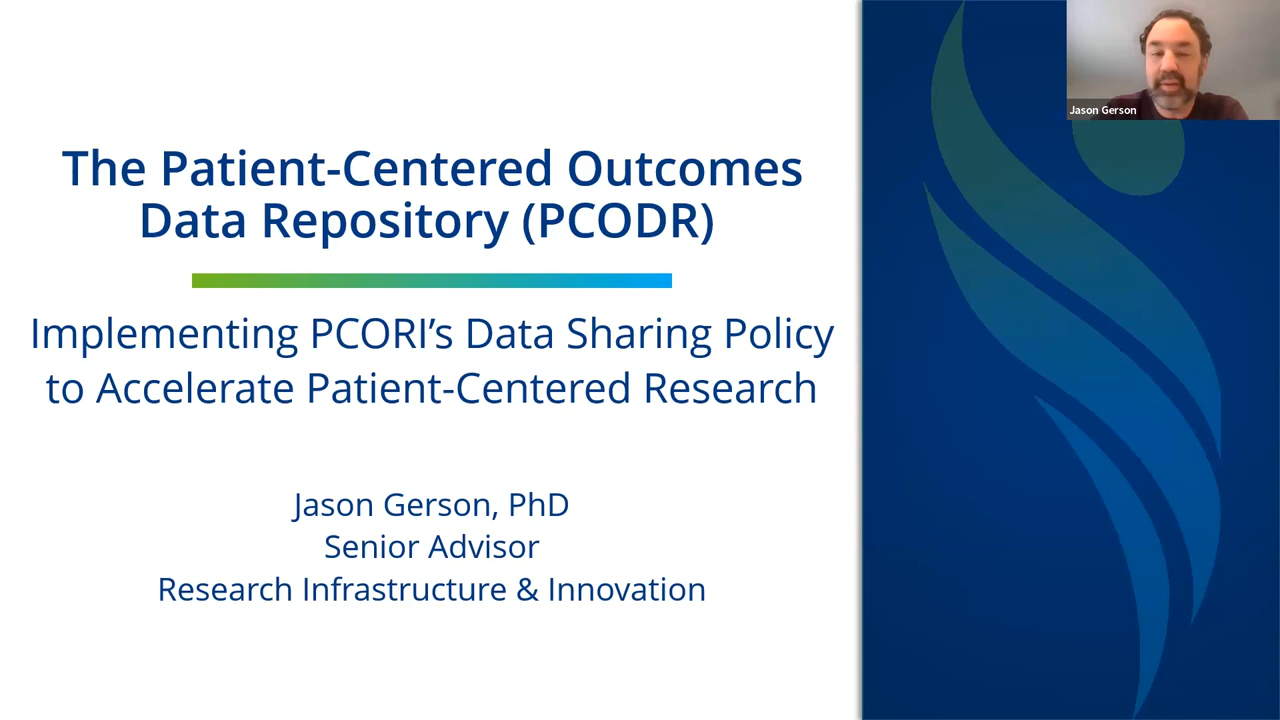 The Patient-Centered Outcomes
Data Repository (PCODR)
Implementing PCORI’s Data Sharing Policy
to Accelerate Patient-Centered Research
Jason Gerson, PhD
Senior Advisor
Research Infrastructure & Innovation
Jason Gerson